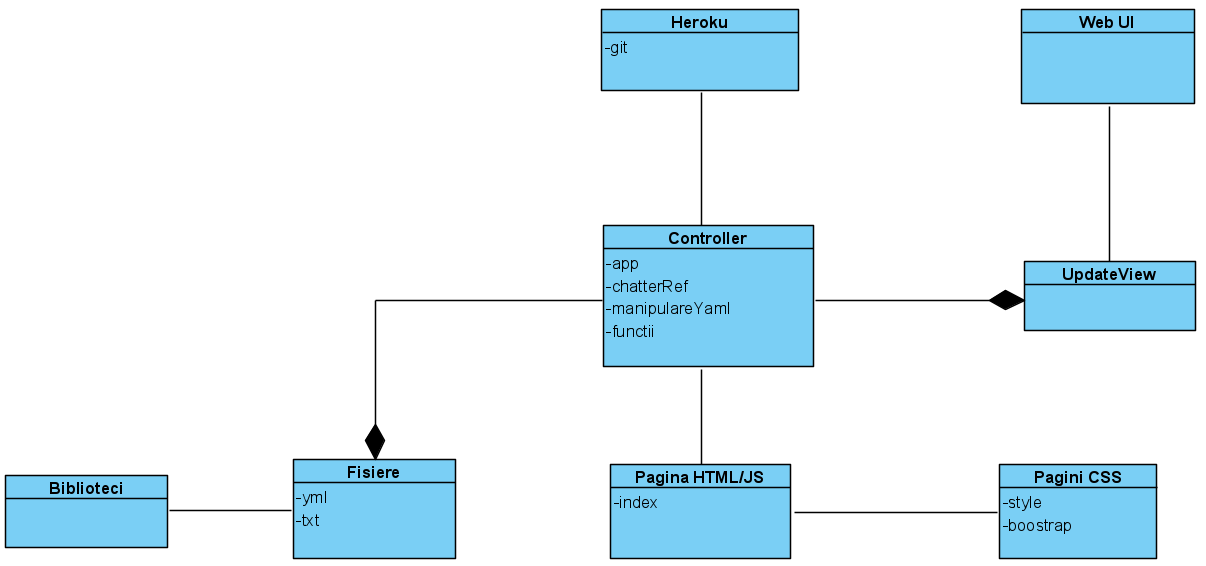 Heroku
-git
Web UI
Controller
-app
-chatterRef
-manipulareYaml
-functii
UpdateView
Biblioteci
Fisiere
-yml
-txt
Pagina HTML/JS
-index
Pagini CSS
-style
-boostrap